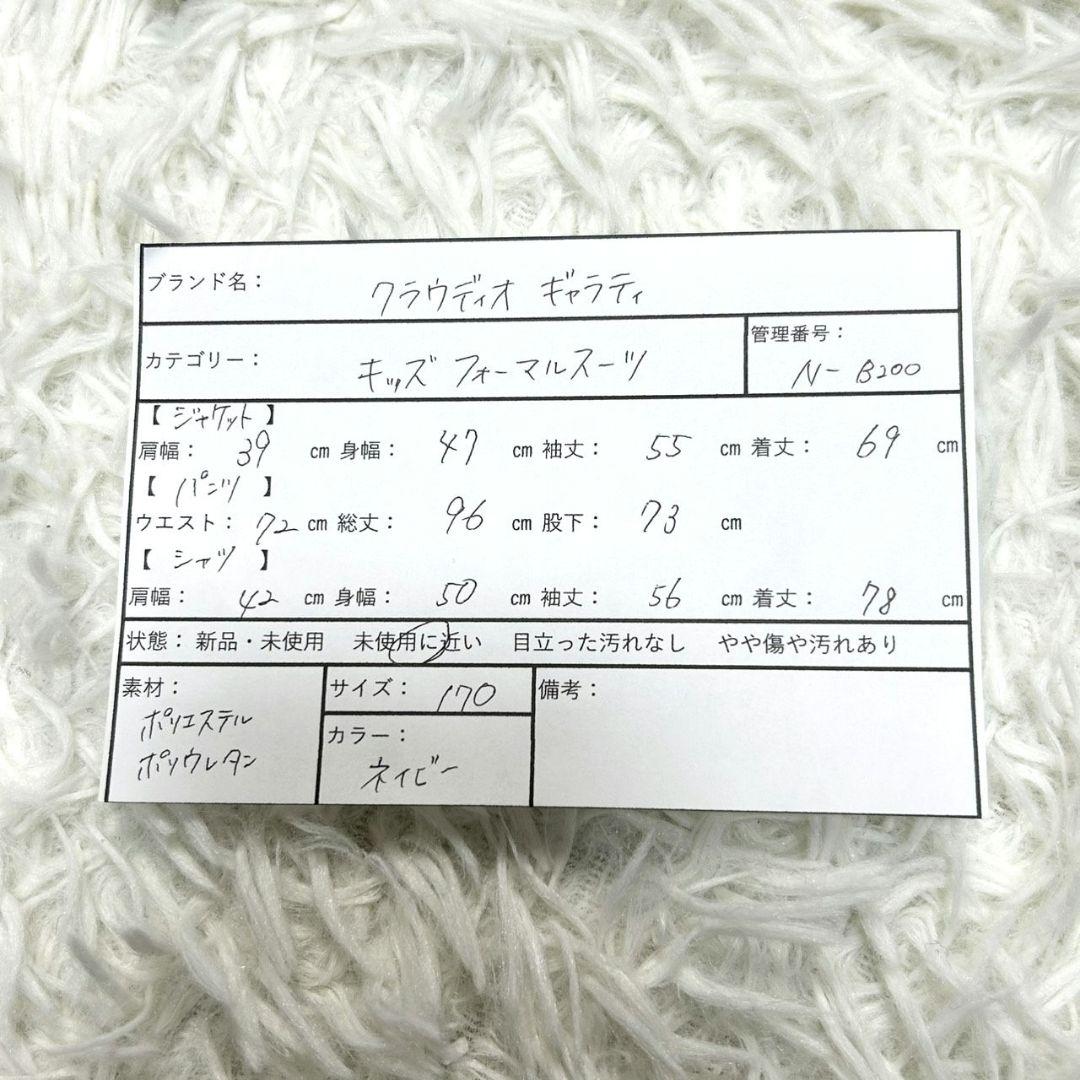 ブランド名： クラウディオ ギャラティ
カテゴリー： キッズ フォーマルスーツ
管理番号： N-B200
【 ジャケット 】
肩幅： 39 cm 身幅： 47 cm 袖丈： 55 cm 着丈： 69 cm
【 パンツ 】
ウエスト： 72 cm 総丈： 96 cm 股下： 73 cm
【 シャツ 】
肩幅： 42 cm 身幅： 50 cm 袖丈： 56 cm 着丈： 78 cm
状態： 新品・未使用 未使用に近い 目立った汚れなし やや傷や汚れあり
素材：
ポリエステル
ポリウレタン
サイズ： 170
カラー：
ネイビー
備考：